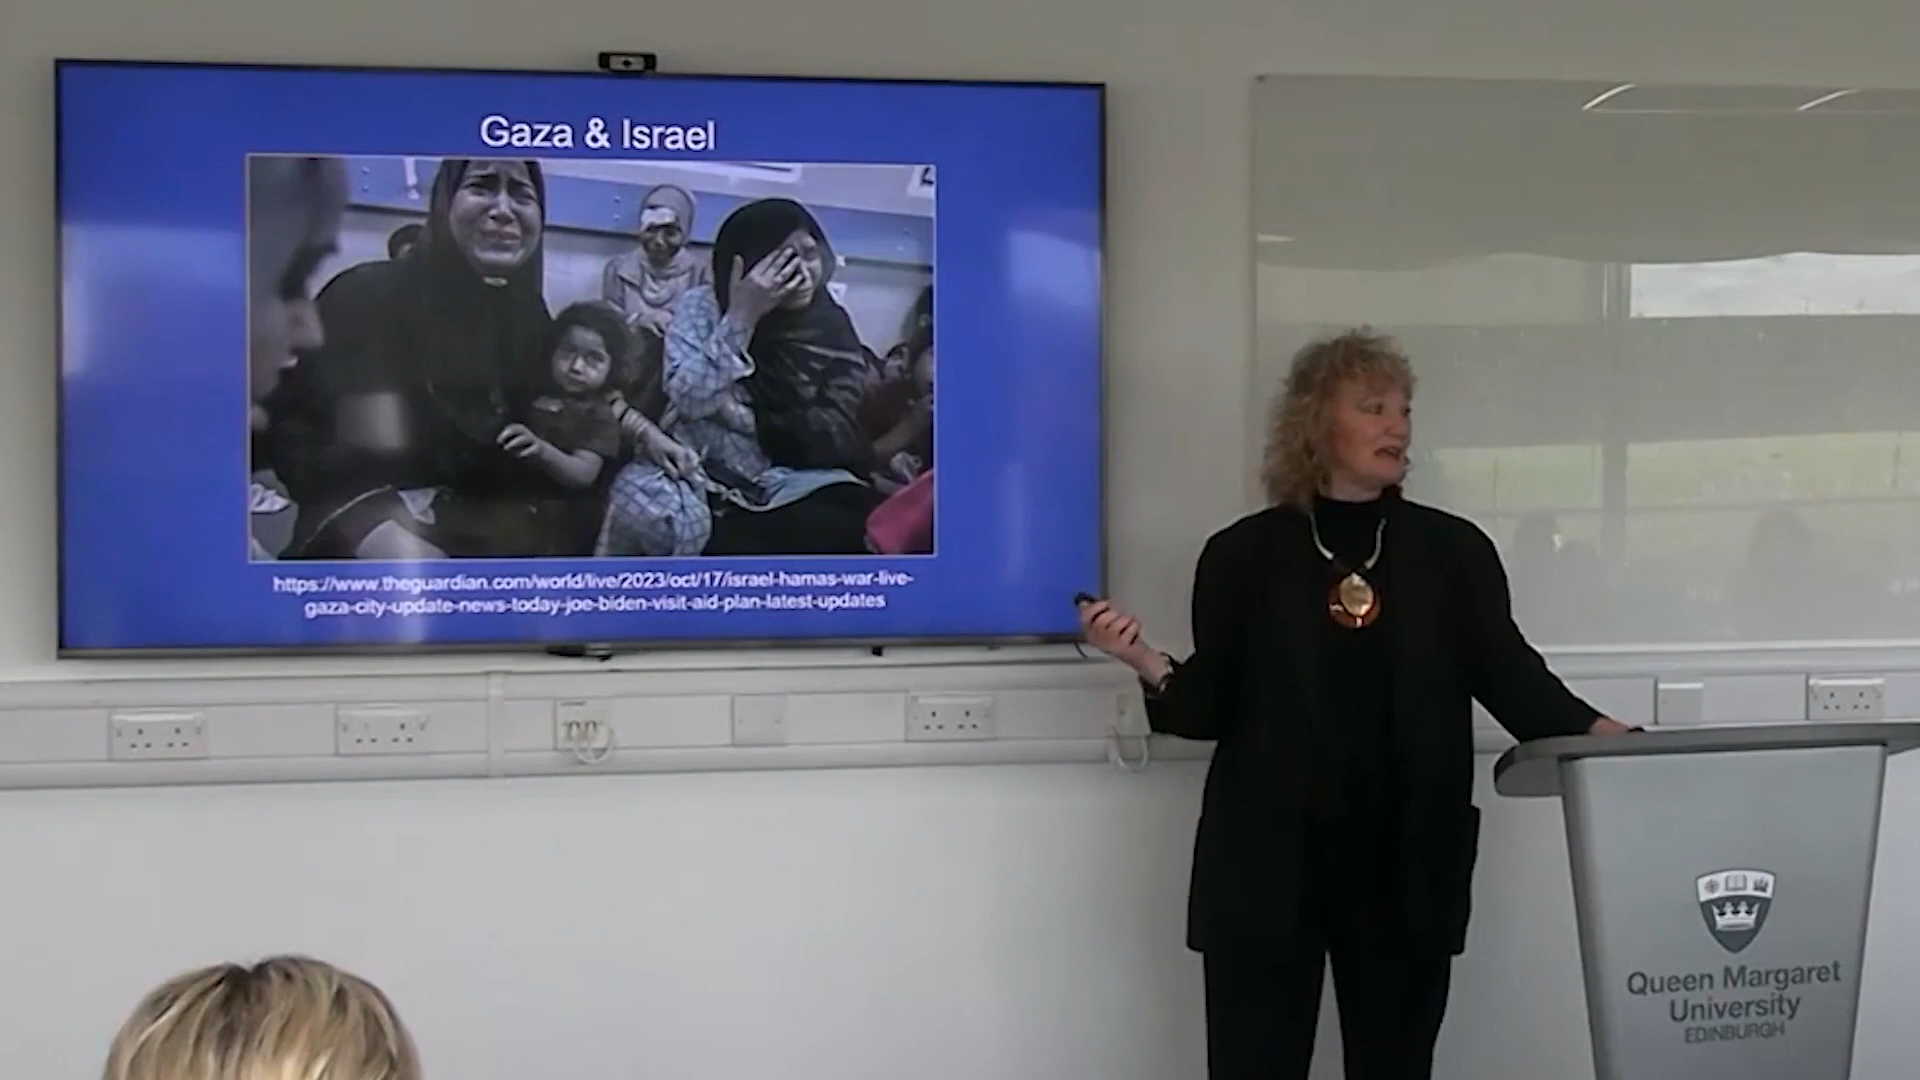 Gaza & Israel
https://www.theguardian.com/world/live/2023/oct/17/israel-hamas-war-live-
gaza-city-update-news-today-joe-biden-visit-aid-plan-latest-updates
Queen Margaret
University
EDINBURGH